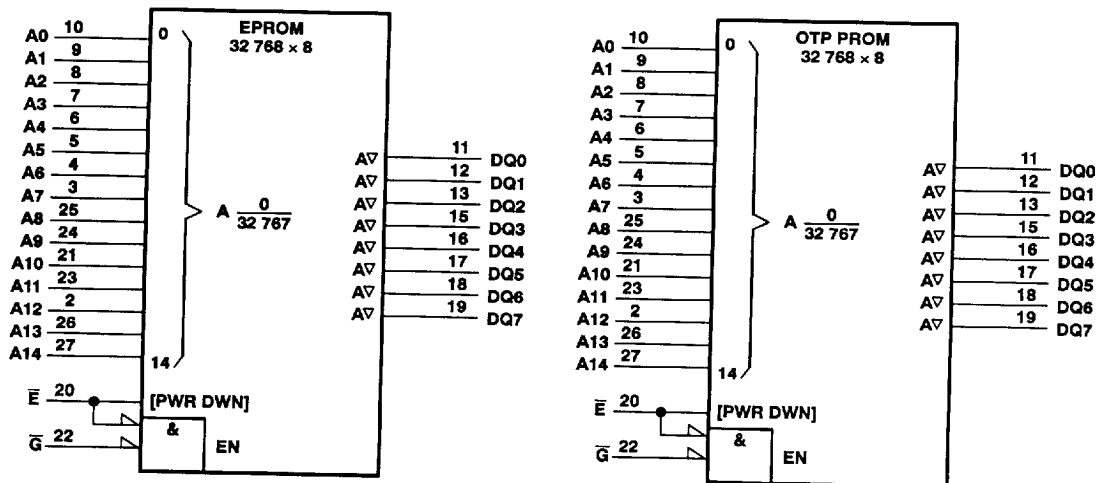 EPROM
32 768 × 8
A0 10 0
A1 9
A2 8
A3 7
A4 6
A5 5
A6 4
A7 3
A8 25
A9 24
A10 21
A11 23
A12 2
A13 26
A14 27 14
A 0
32 767
A▽ 11 DQ0
A▽ 12 DQ1
A▽ 13 DQ2
A▽ 15 DQ3
A▽ 16 DQ4
A▽ 17 DQ5
A▽ 18 DQ6
A▽ 19 DQ7
E̅ 20 [PWR DWN]
&
G̅ 22 EN
OTP PROM
32 768 × 8
A0 10 0
A1 9
A2 8
A3 7
A4 6
A5 5
A6 4
A7 3
A8 25
A9 24
A10 21
A11 23
A12 2
A13 26
A14 27 14
A 0
32 767
A▽ 11 DQ0
A▽ 12 DQ1
A▽ 13 DQ2
A▽ 15 DQ3
A▽ 16 DQ4
A▽ 17 DQ5
A▽ 18 DQ6
A▽ 19 DQ7
E̅ 20 [PWR DWN]
&
G̅ 22 EN